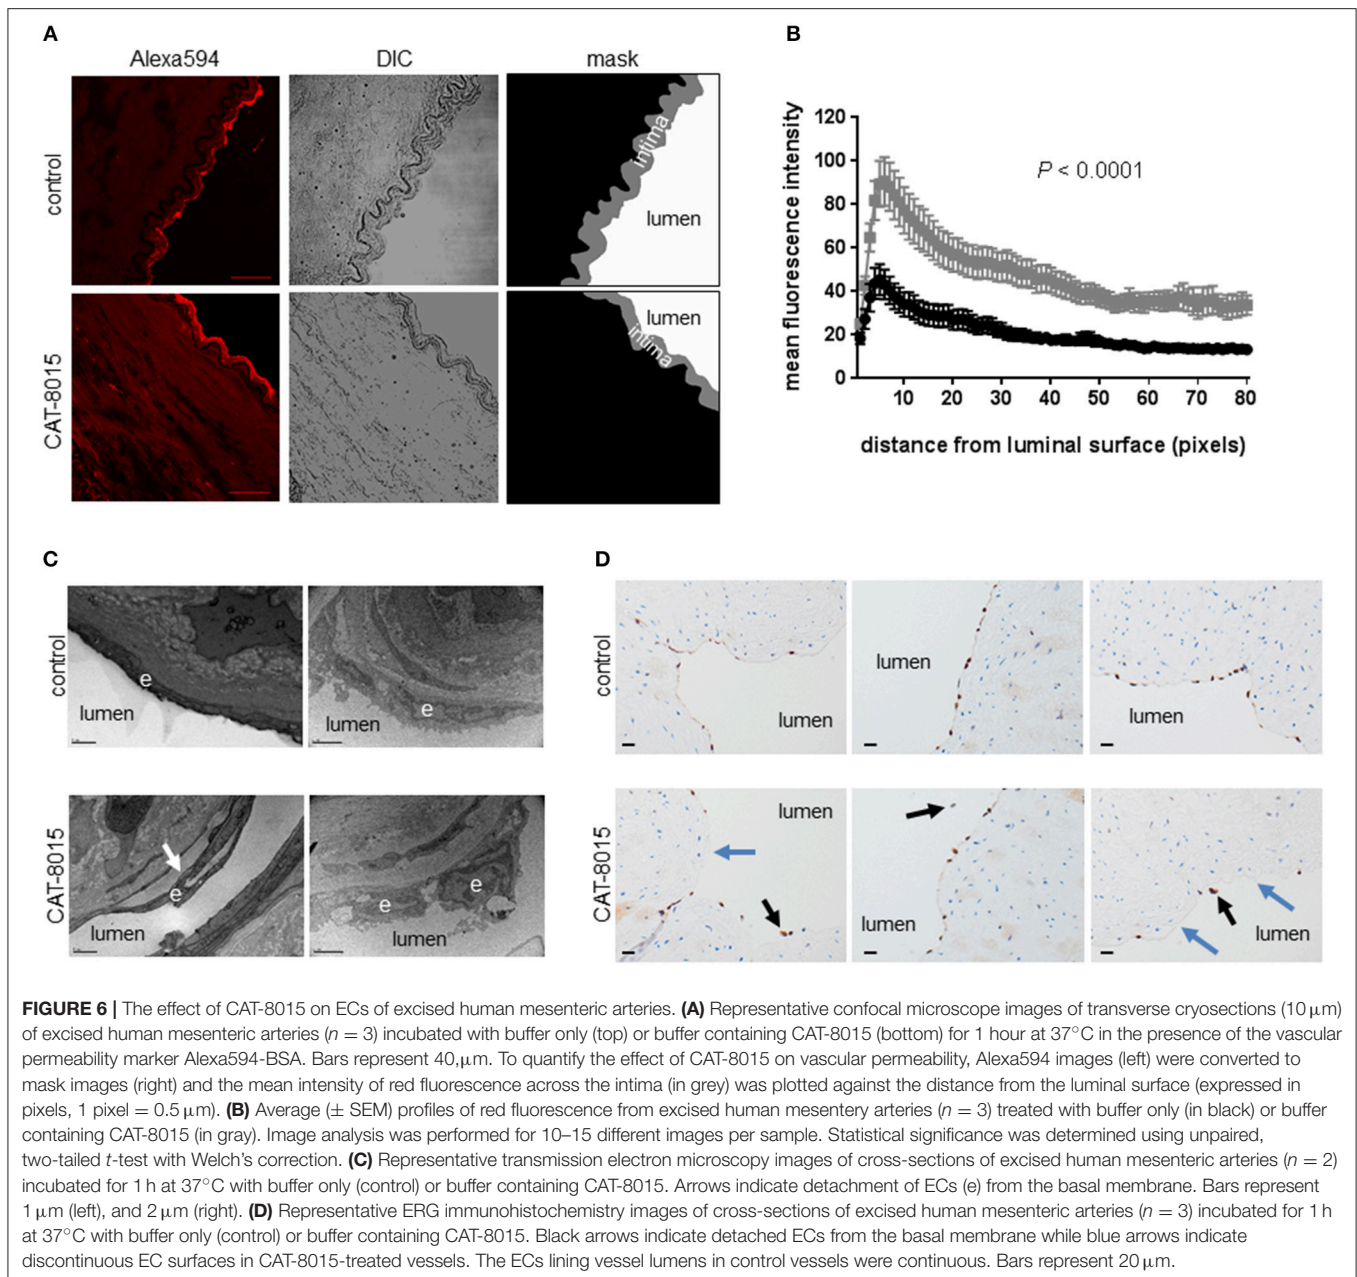 A
Alexa594
DIC
mask
control
intima
lumen
CAT-8015
lumen
intima
B
mean fluorescence intensity
120
100
80
60
40
20
0
P < 0.0001
10 20 30 40 50 60 70 80
distance from luminal surface (pixels)
C
control
e
lumen
e
lumen
CAT-8015
e
lumen
e
e
lumen
D
control
lumen
lumen
lumen
CAT-8015
lumen
lumen
lumen
FIGURE 6 | The effect of CAT-8015 on ECs of excised human mesenteric arteries. (A) Representative confocal microscope images of transverse cryosections (10 μm)
of excised human mesenteric arteries (n = 3) incubated with buffer only (top) or buffer containing CAT-8015 (bottom) for 1 hour at 37°C in the presence of the vascular
permeability marker Alexa594-BSA. Bars represent 40,μm. To quantify the effect of CAT-8015 on vascular permeability, Alexa594 images (left) were converted to
mask images (right) and the mean intensity of red fluorescence across the intima (in grey) was plotted against the distance from the luminal surface (expressed in
pixels, 1 pixel = 0.5 μm). (B) Average (± SEM) profiles of red fluorescence from excised human mesentery arteries (n = 3) treated with buffer only (in black) or buffer
containing CAT-8015 (in gray). Image analysis was performed for 10–15 different images per sample. Statistical significance was determined using unpaired,
two-tailed t-test with Welch's correction. (C) Representative transmission electron microscopy images of cross-sections of excised human mesenteric arteries (n = 2)
incubated for 1 h at 37°C with buffer only (control) or buffer containing CAT-8015. Arrows indicate detachment of ECs (e) from the basal membrane. Bars represent
1 μm (left), and 2 μm (right). (D) Representative ERG immunohistochemistry images of cross-sections of excised human mesenteric arteries (n = 3) incubated for 1 h
at 37°C with buffer only (control) or buffer containing CAT-8015. Black arrows indicate detached ECs from the basal membrane while blue arrows indicate
discontinuous EC surfaces in CAT-8015-treated vessels. The ECs lining vessel lumens in control vessels were continuous. Bars represent 20 μm.